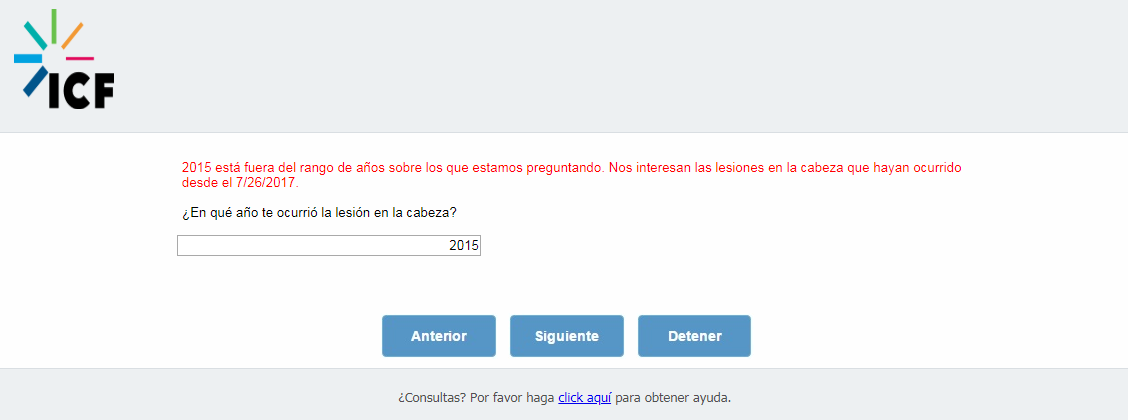 ICF
2015 está fuera del rango de años sobre los que estamos preguntando. Nos interesan las lesiones en la cabeza que hayan ocurrido
desde el 7/26/2017.
¿En qué año te ocurrió la lesión en la cabeza?
2015
Anterior Siguiente Detener
¿Consultas? Por favor haga click aquí para obtener ayuda.